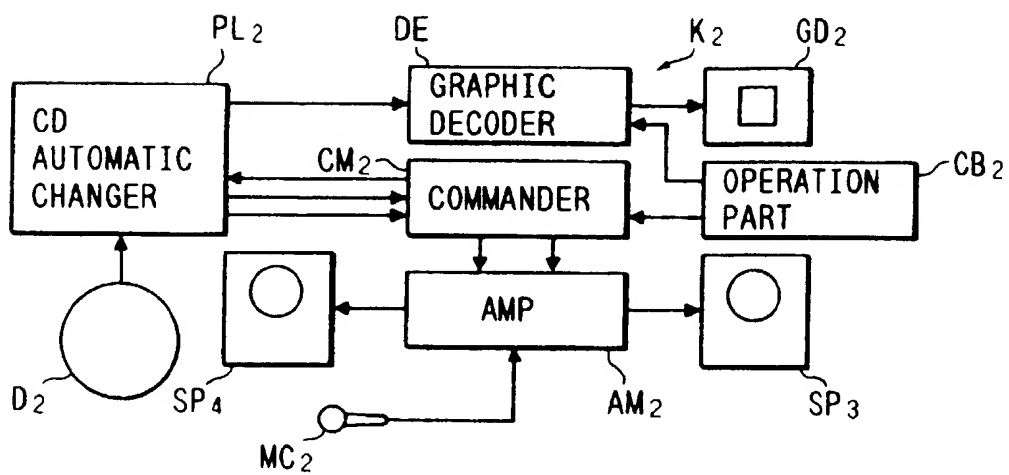 PL2
DE
K2
GD2
CD
AUTOMATIC
CHANGER
GRAPHIC
DECODER
CM2
COMMANDER
OPERATION
PART
CB2
AMP
D2
SP4
MC2
AM2
SP3